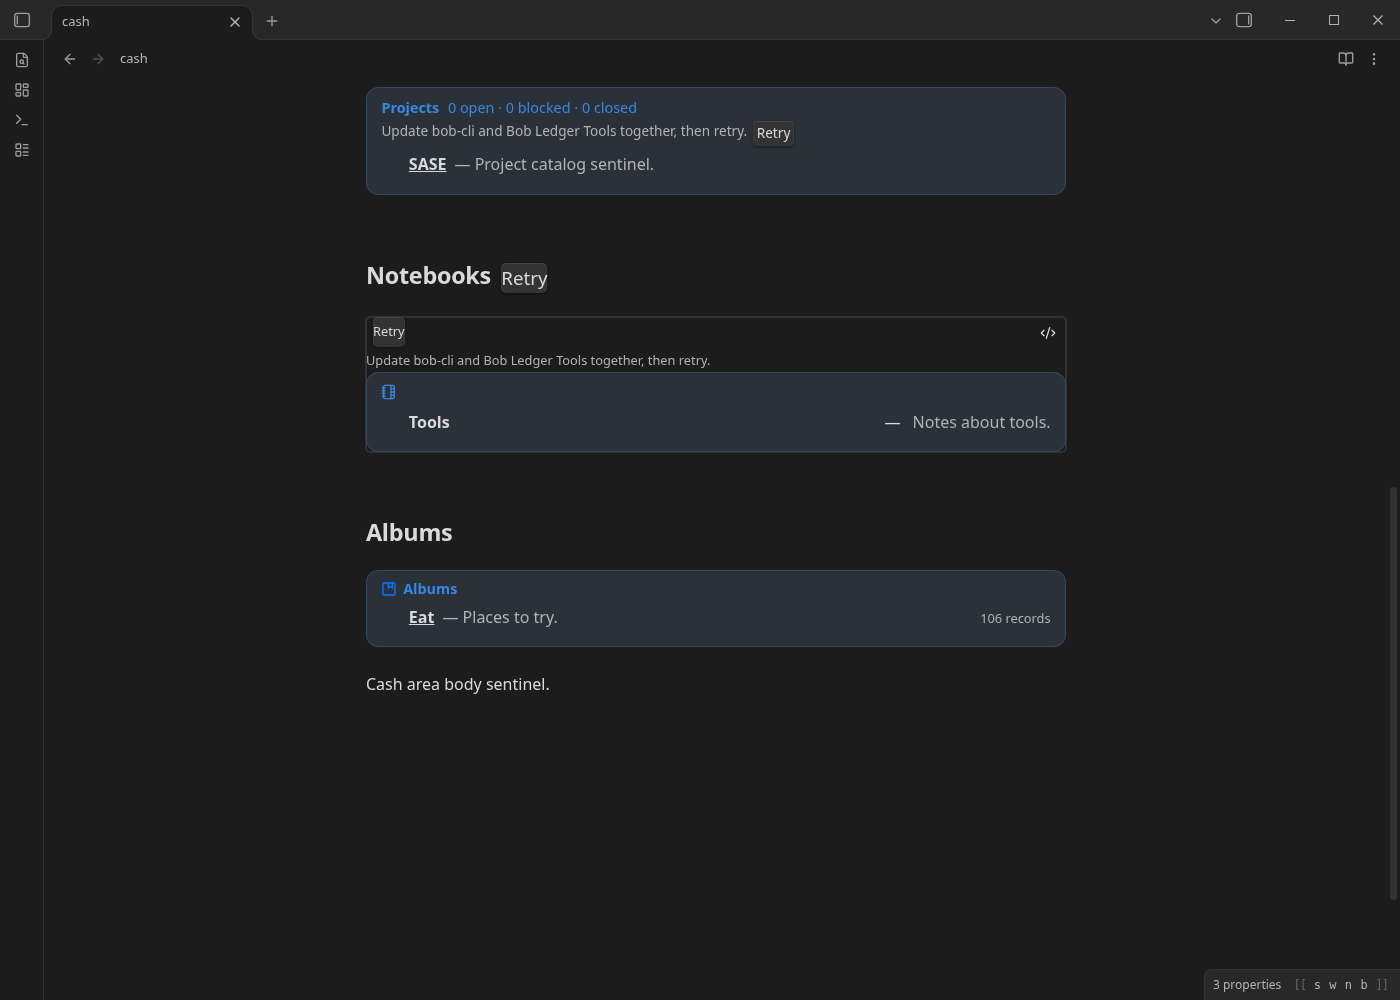 cash
cash
Projects 0 open · 0 blocked · 0 closed
Update bob-cli and Bob Ledger Tools together, then retry. Retry
SASE — Project catalog sentinel.
Notebooks Retry
Retry
Update bob-cli and Bob Ledger Tools together, then retry.
Tools — Notes about tools.
Albums
Albums
Eat — Places to try. 106 records
Cash area body sentinel.
3 properties [[ s w n b ]]